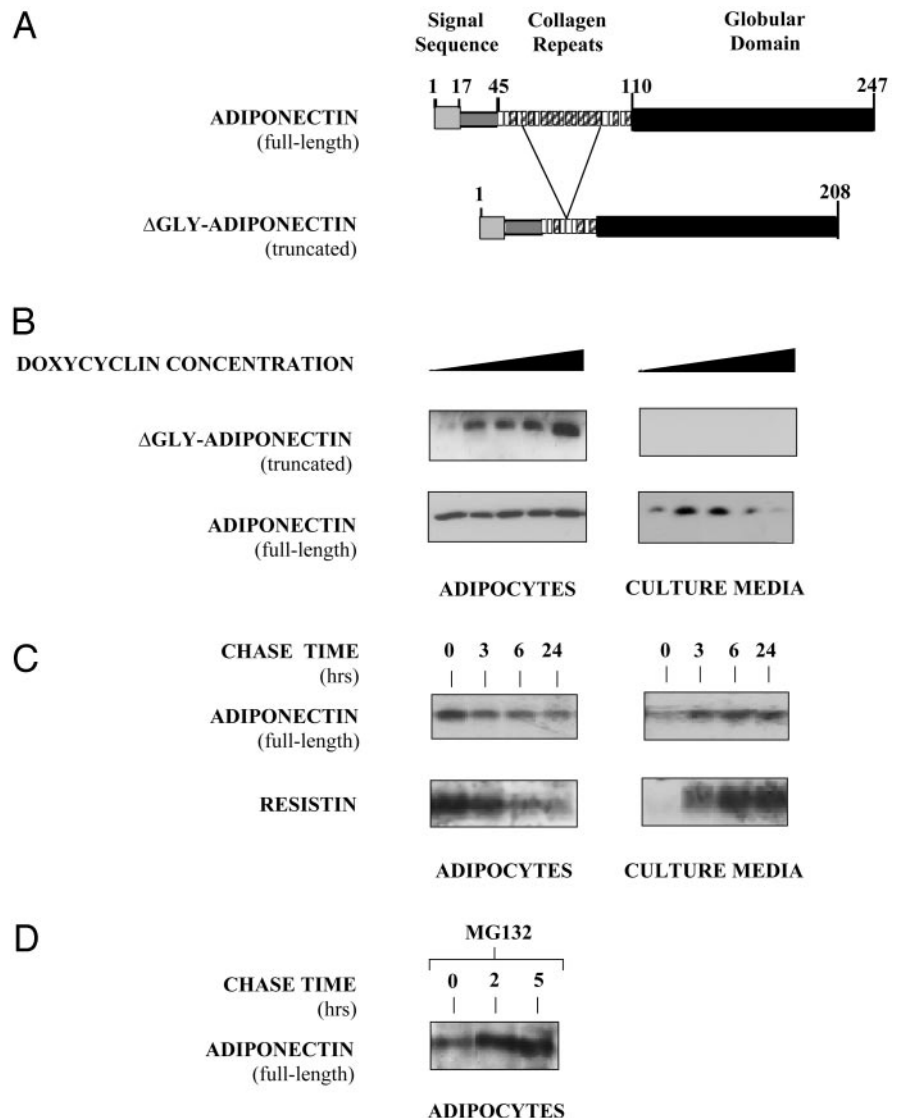 A
Signal Sequence
Collagen Repeats
Globular Domain
1 17 45 110 247
ADIPONECTIN
(full-length)
1 208
ΔGLY-ADIPONECTIN
(truncated)
B
DOXYCYCLIN CONCENTRATION
ΔGLY-ADIPONECTIN
(truncated)
ADIPONECTIN
(full-length)
ADIPOCYTES CULTURE MEDIA
C
CHASE TIME 0 3 6 24 0 3 6 24
(hrs)
ADIPONECTIN
(full-length)
RESISTIN
ADIPOCYTES CULTURE MEDIA
D
MG132
CHASE TIME 0 2 5
(hrs)
ADIPONECTIN
(full-length)
ADIPOCYTES